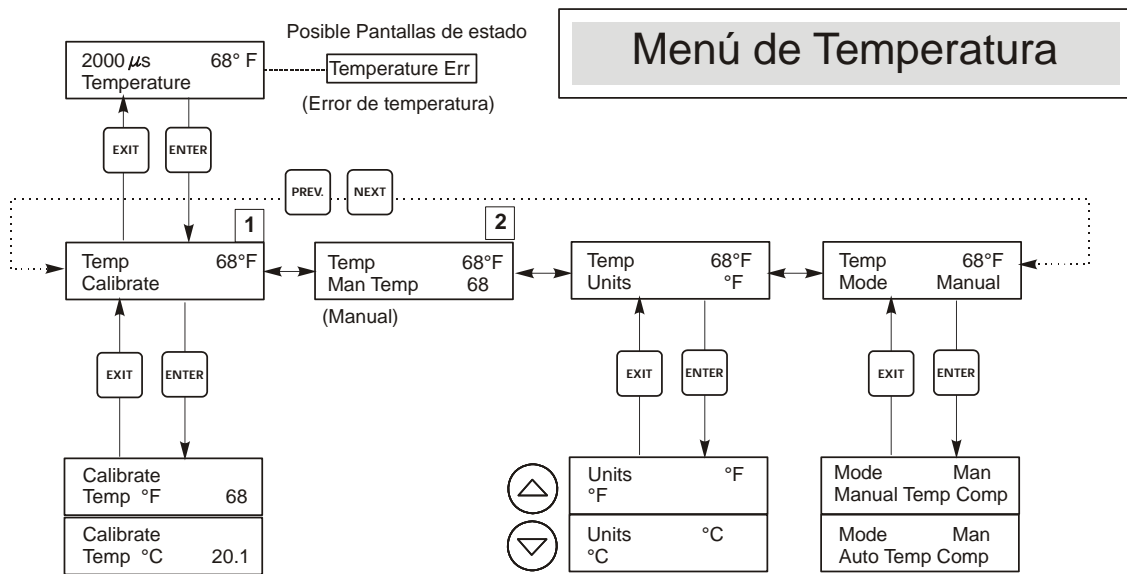 Menú de Temperatura
Posible Pantallas de estado
2000 µs 68° F
Temperature
Temperature Err
(Error de temperatura)
EXIT
ENTER
PREV.
NEXT
1
2
Temp 68°F
Calibrate
Temp 68°F
Man Temp 68
(Manual)
Temp 68°F
Units °F
Temp 68°F
Mode Manual
EXIT
ENTER
EXIT
ENTER
EXIT
ENTER
Calibrate
Temp °F 68
Calibrate
Temp °C 20.1
Units °F
°F
Units °C
°C
Mode Man
Manual Temp Comp
Mode Man
Auto Temp Comp